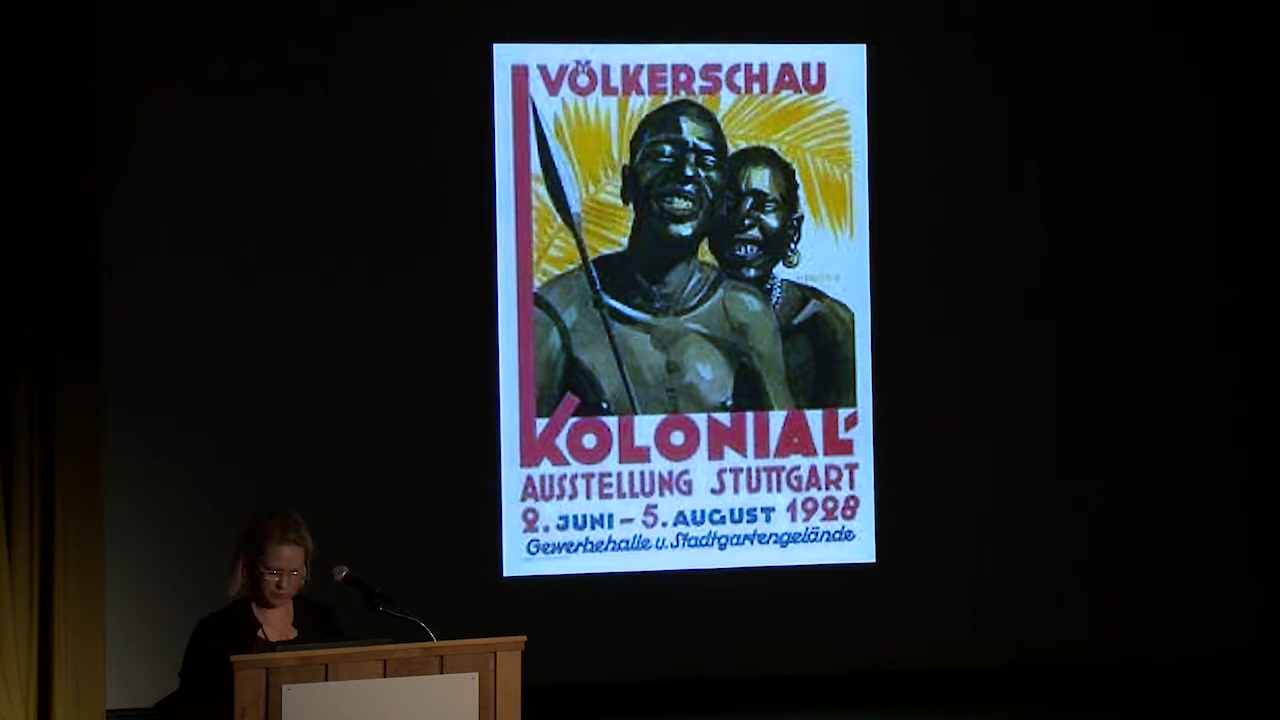 VÖLKERSCHAU
KOLONIAL-
AUSSTELLUNG STUTTGART
2. JUNI – 5. AUGUST 1928
Gewerbehalle u. Stadtgartengelände